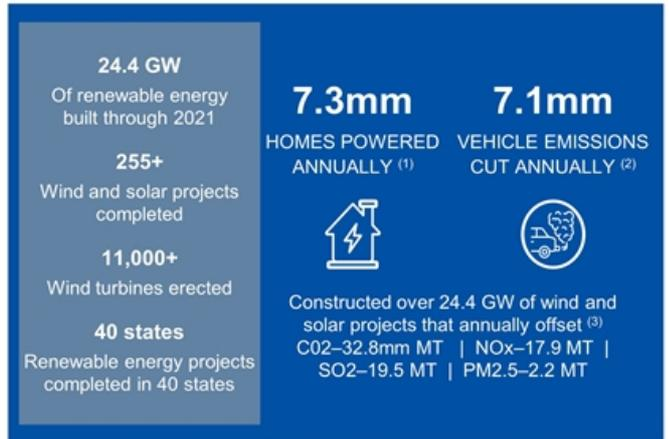 24.4 GW
Of renewable energy
built through 2021
255+
Wind and solar projects
completed
11,000+
Wind turbines erected
40 states
Renewable energy projects
completed in 40 states
7.3mm
HOMES POWERED
ANNUALLY (1)
7.1mm
VEHICLE EMISSIONS
CUT ANNUALLY (2)
Constructed over 24.4 GW of wind and
solar projects that annually offset (3)
C02–32.8mm MT | NOx–17.9 MT |
SO2–19.5 MT | PM2.5–2.2 MT